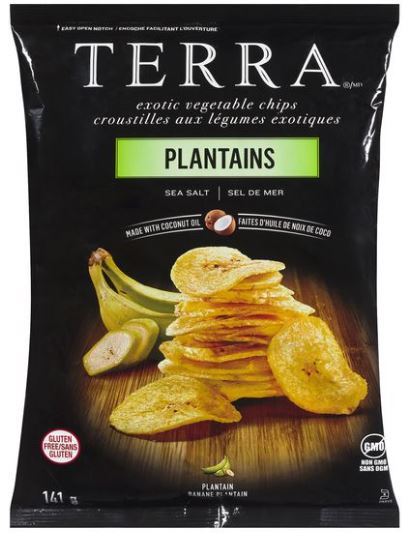 ↑ EASY OPEN NOTCH / ENCOCHE FACILITANT L'OUVERTURE
TERRA ®/MD
exotic vegetable chips
croustilles aux légumes exotiques
PLANTAINS
SEA SALT | SEL DE MER
MADE WITH COCONUT OIL
FAITES D'HUILE DE NOIX DE COCO
GLUTEN
FREE/SANS
GLUTEN
GMO
NON GMO
SANS OGM
PLANTAIN
BANANE PLANTAIN
141 g